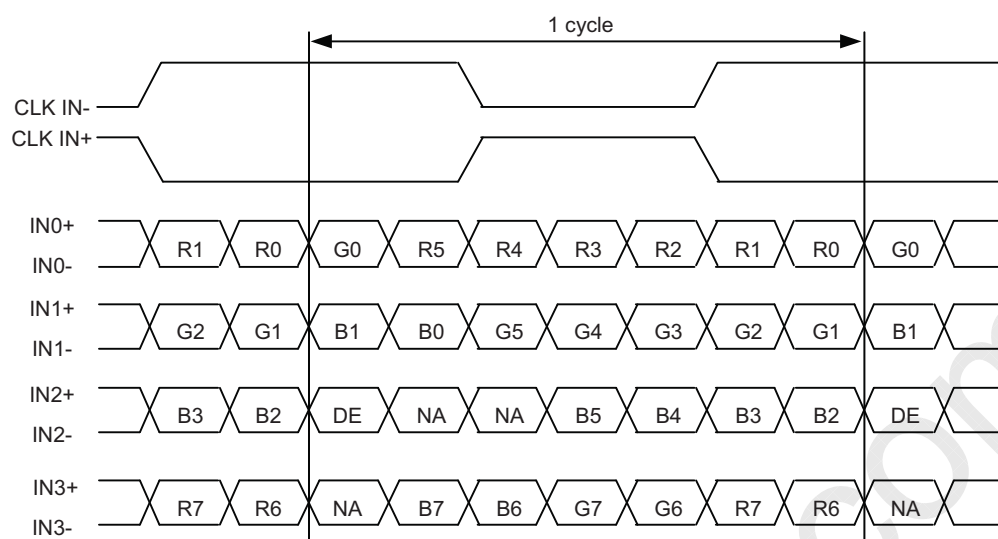 1 cycle
CLK IN-
CLK IN+
IN0+
R1 R0 G0 R5 R4 R3 R2 R1 R0 G0
IN0-
IN1+
G2 G1 B1 B0 G5 G4 G3 G2 G1 B1
IN1-
IN2+
B3 B2 DE NA NA B5 B4 B3 B2 DE
IN2-
IN3+
R7 R6 NA B7 B6 G7 G6 R7 R6 NA
IN3-